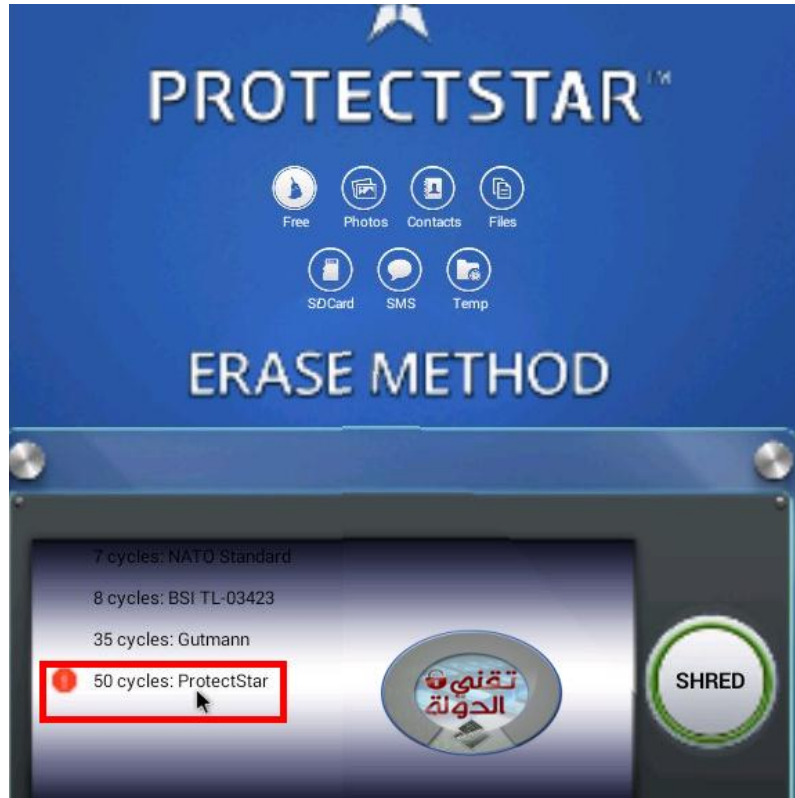 PROTECTSTAR™
Free Photos Contacts Files
SDCard SMS Temp
ERASE METHOD
7 cycles: NATO Standard
8 cycles: BSI TL-03423
35 cycles: Gutmann
50 cycles: ProtectStar
تقني
الدولة
SHRED